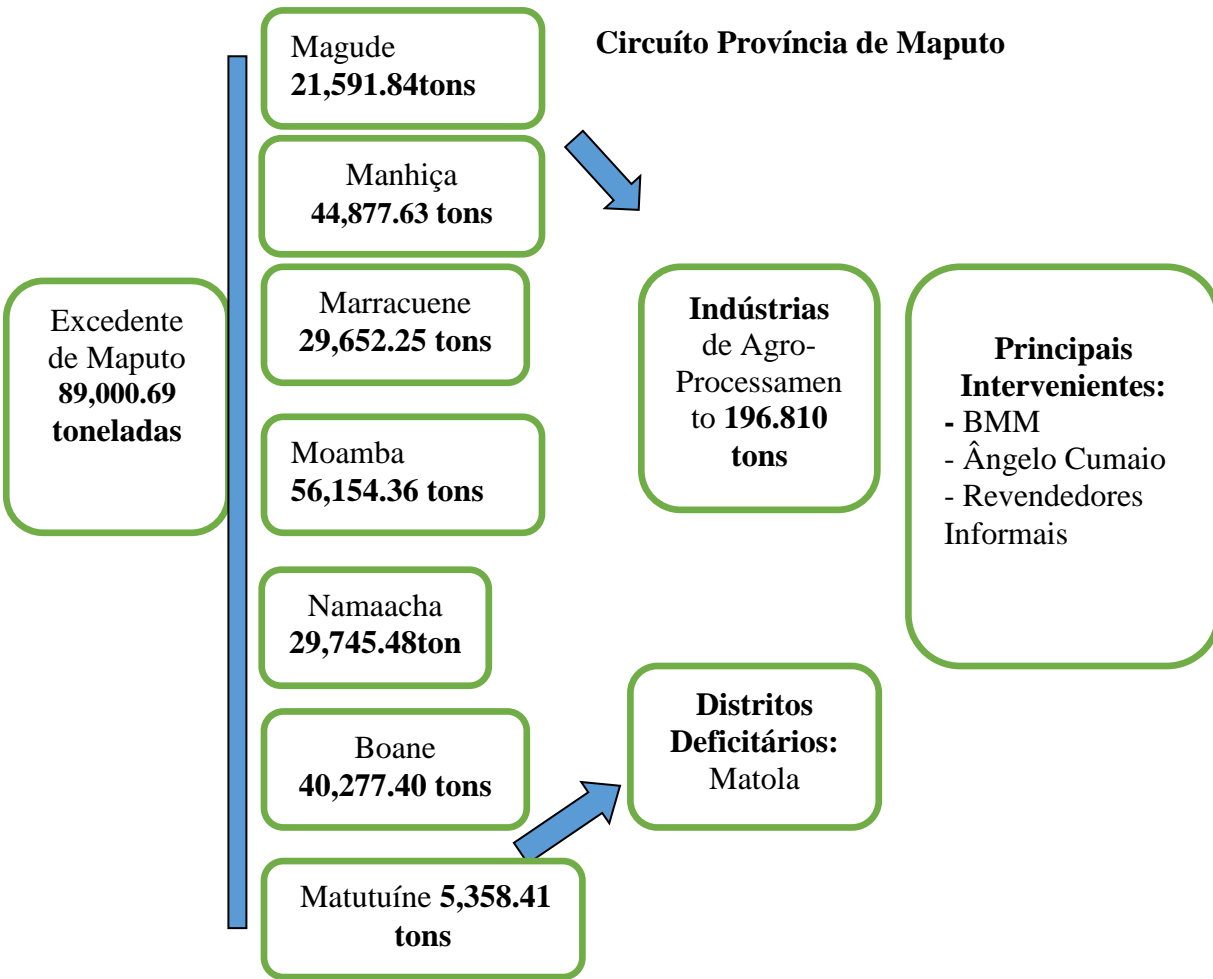 Circuíto Província de Maputo
Excedente
de Maputo
89,000.69
toneladas
Magude
21,591.84tons
Manhiça
44,877.63 tons
Marracuene
29,652.25 tons
Moamba
56,154.36 tons
Namaacha
29,745.48ton
Boane
40,277.40 tons
Matutuíne 5,358.41
tons
Indústrias
de Agro-
Processamen
to 196.810
tons
Distritos
Deficitários:
Matola
Principais
Intervenientes:
- BMM
- Ângelo Cumaio
- Revendedores
Informais